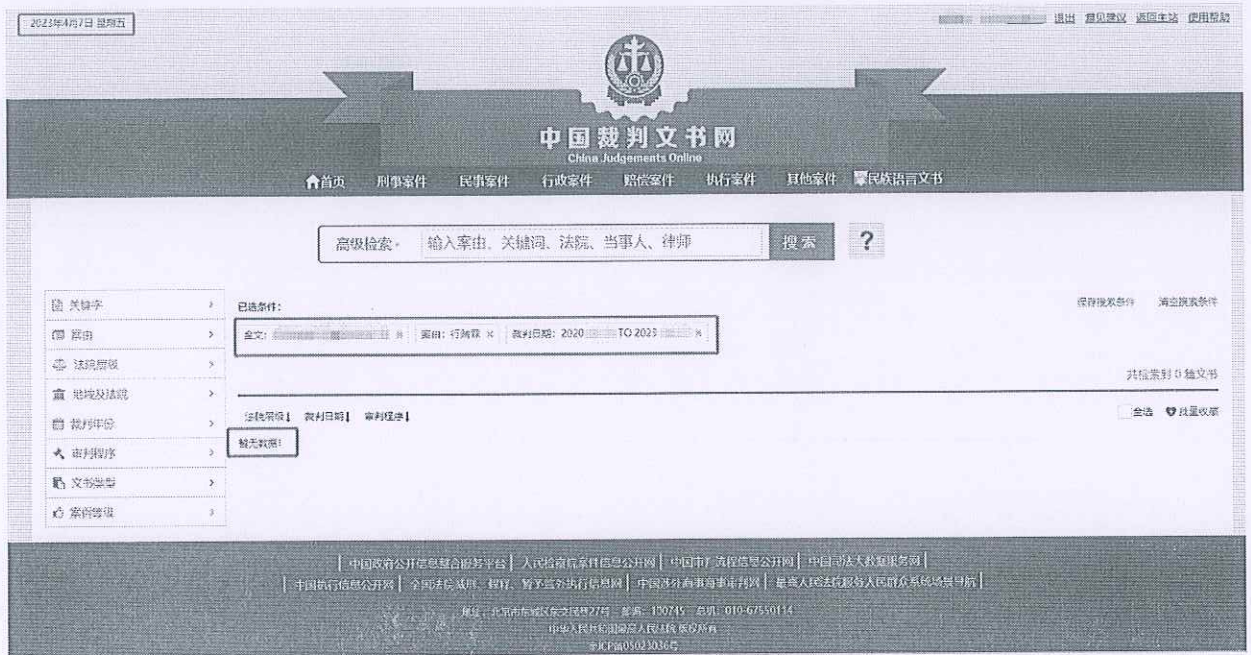 2023年4月7日 星期五
退出 意见建议 返回主站 使用帮助
中国裁判文书网
China Judgements Online
首页 刑事案件 民事案件 行政案件 赔偿案件 执行案件 其他案件 民族语言文书
高级检索 输入案由、关键词、法院、当事人、律师 搜索 ?
关键字
已选条件:
保存搜索条件 清空搜索条件
案由
全文: × 案由: 行贿罪 × 裁判日期: 2020 TO 2023 ×
法院层级
共检索到 0 篇文书
地域及法院
法院层级↓ 裁判日期↓ 审判程序↓
全选 批量收藏
裁判年份
暂无数据!
审判程序
文书类型
案例等级
中国政府公开信息整合服务平台 | 人民检察院案件信息公开网 | 中国审判流程信息公开网 | 中国司法大数据服务网 |
中国执行信息公开网 | 全国法院减刑、假释、暂予监外执行信息网 | 中国涉外商事海事审判网 | 最高人民法院服务人民群众系统场景导航 |
地址: 北京市东城区东交民巷27号 邮编: 100745 总机: 010-67550114
中华人民共和国最高人民法院 版权所有
京ICP备05023036号